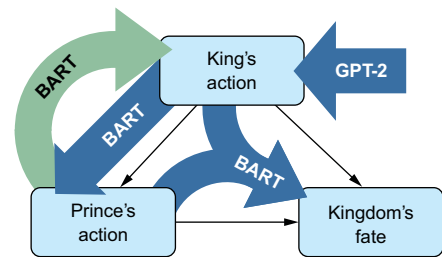 King's
action
GPT-2
BART
BART
BART
Prince's
action
Kingdom's
fate